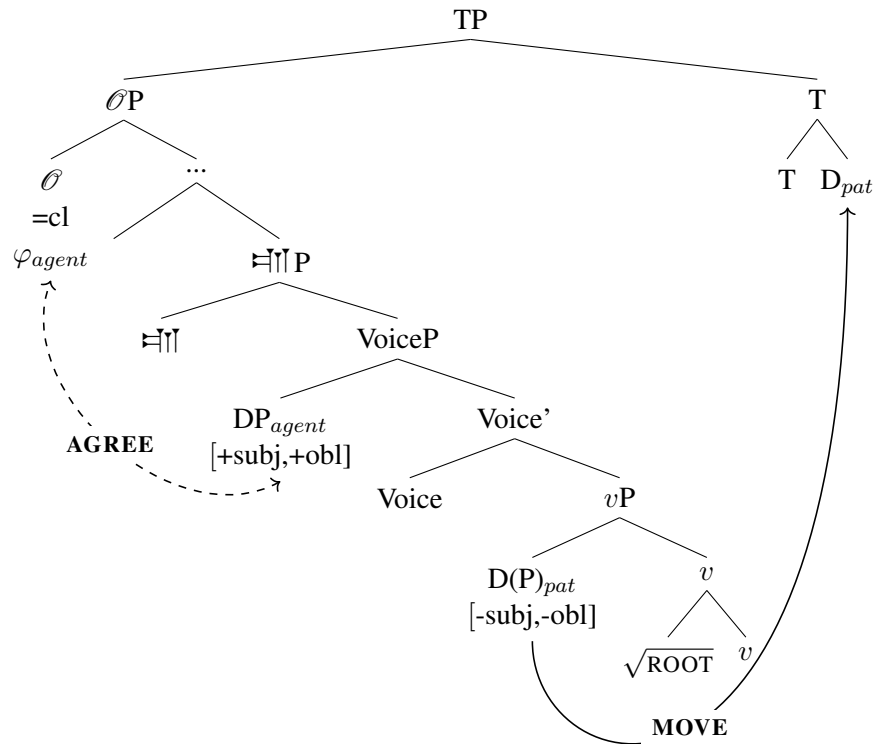 TP
𝒪P T
𝒪 ... T D_pat
=cl
φ_agent
P
VoiceP
DP_agent Voice'
[+subj,+obl]
AGREE
Voice vP
D(P)_pat v
[-subj,-obl]
√ROOT v
MOVE